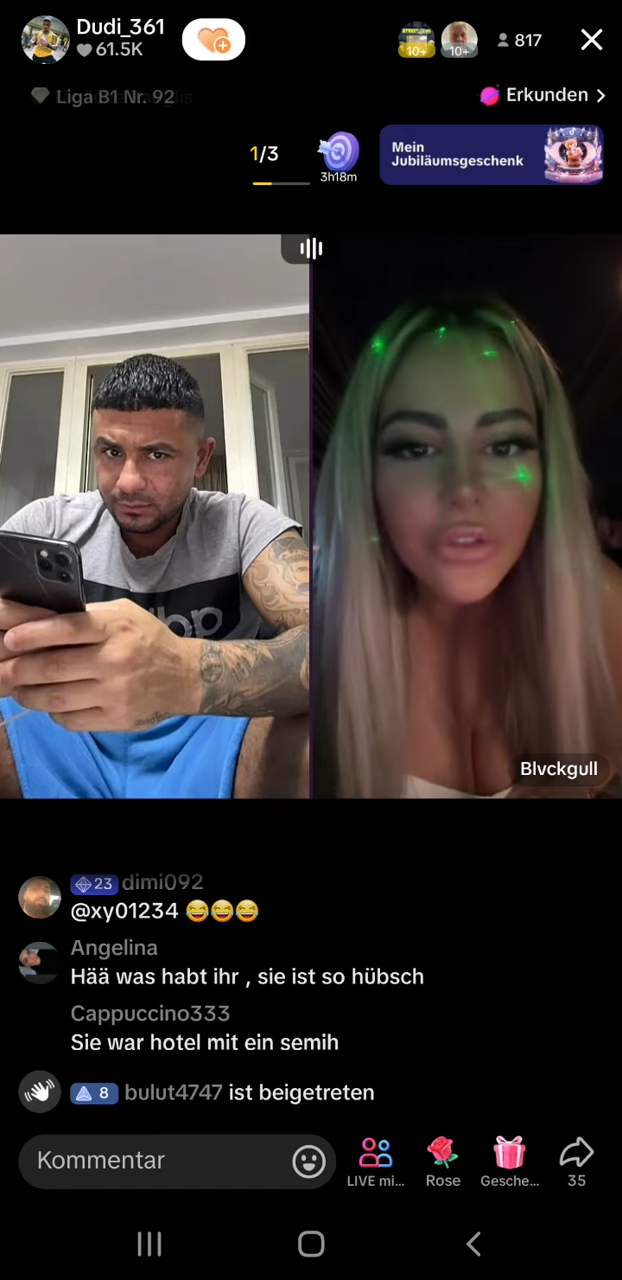 Dudi_361
61.5K
10+
10+
817
Liga B1 Nr. 92
Erkunden
1/3
3h18m
Mein
Jubiläumsgeschenk
Blvckgull
23 dimi092
@xy01234 😂😂😂
Angelina
Hää was habt ihr , sie ist so hübsch
Cappuccino333
Sie war hotel mit ein semih
8 bulut4747 ist beigetreten
Kommentar
LIVE mi...
Rose
Gesche...
35